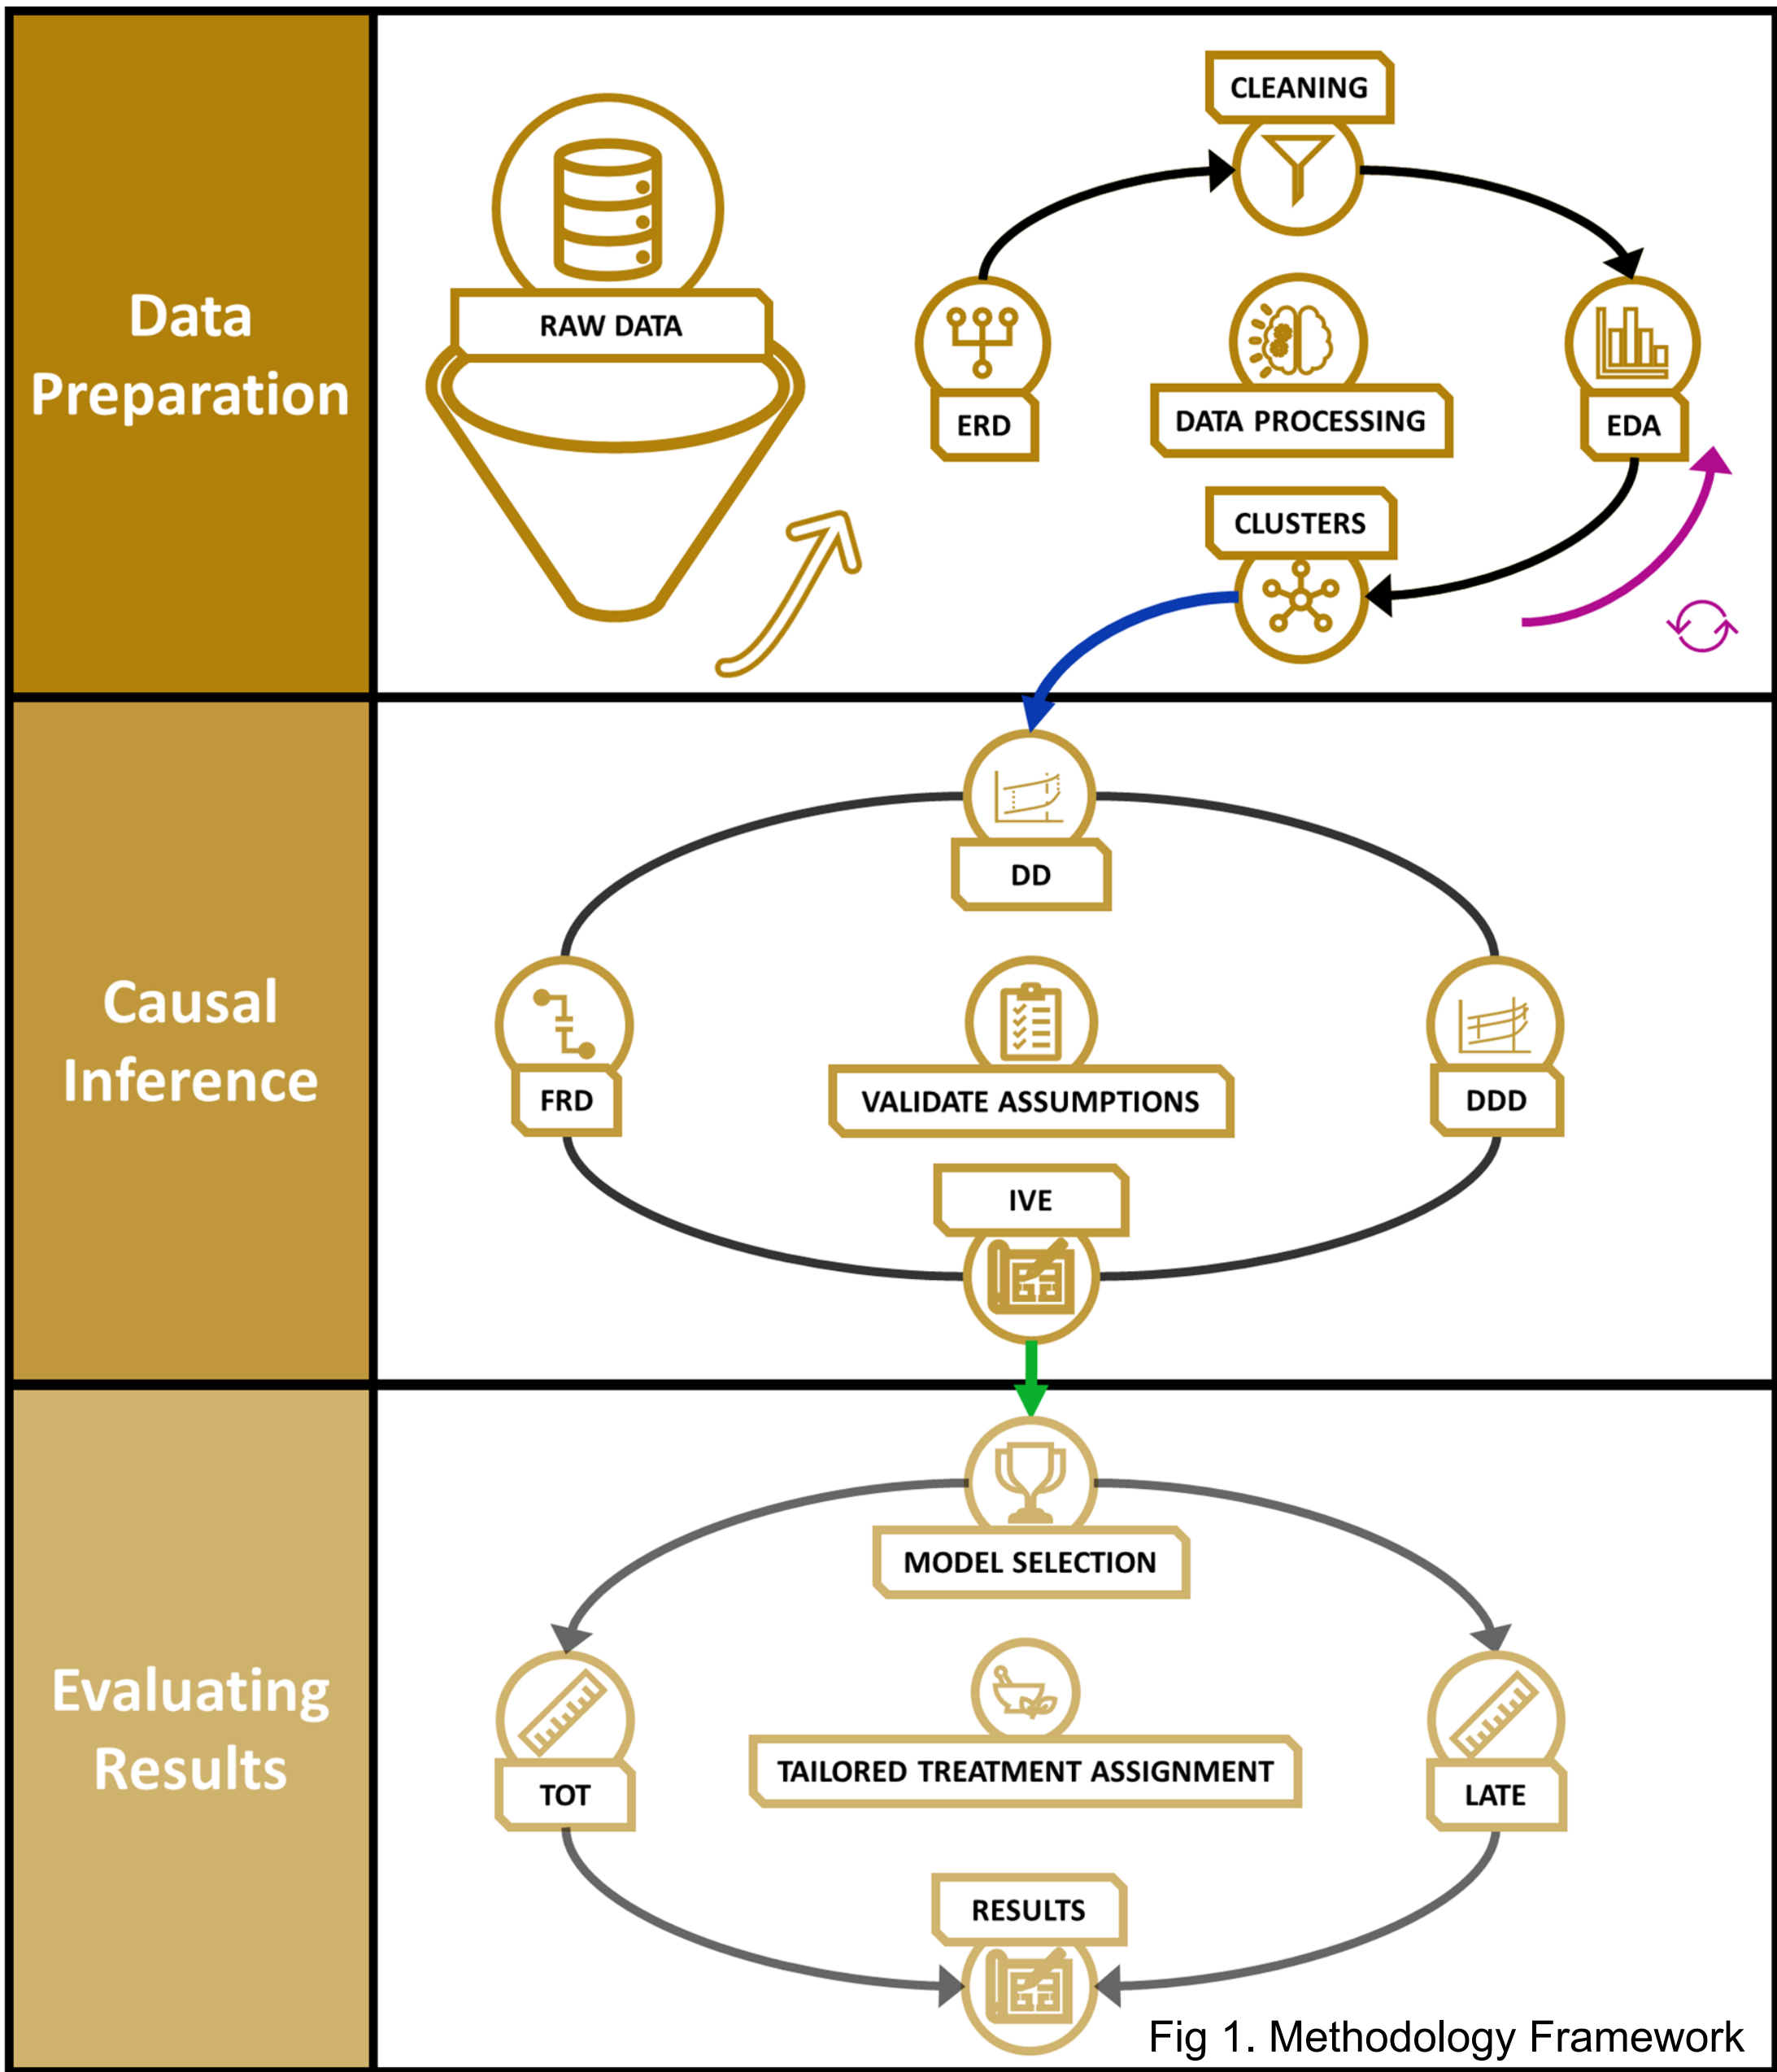 Data
Preparation
RAW DATA
CLEANING
ERD
DATA PROCESSING
EDA
CLUSTERS
Causal
Inference
DD
FRD
VALIDATE ASSUMPTIONS
DDD
IVE
Evaluating
Results
MODEL SELECTION
TOT
TAILORED TREATMENT ASSIGNMENT
LATE
RESULTS
Fig 1. Methodology Framework